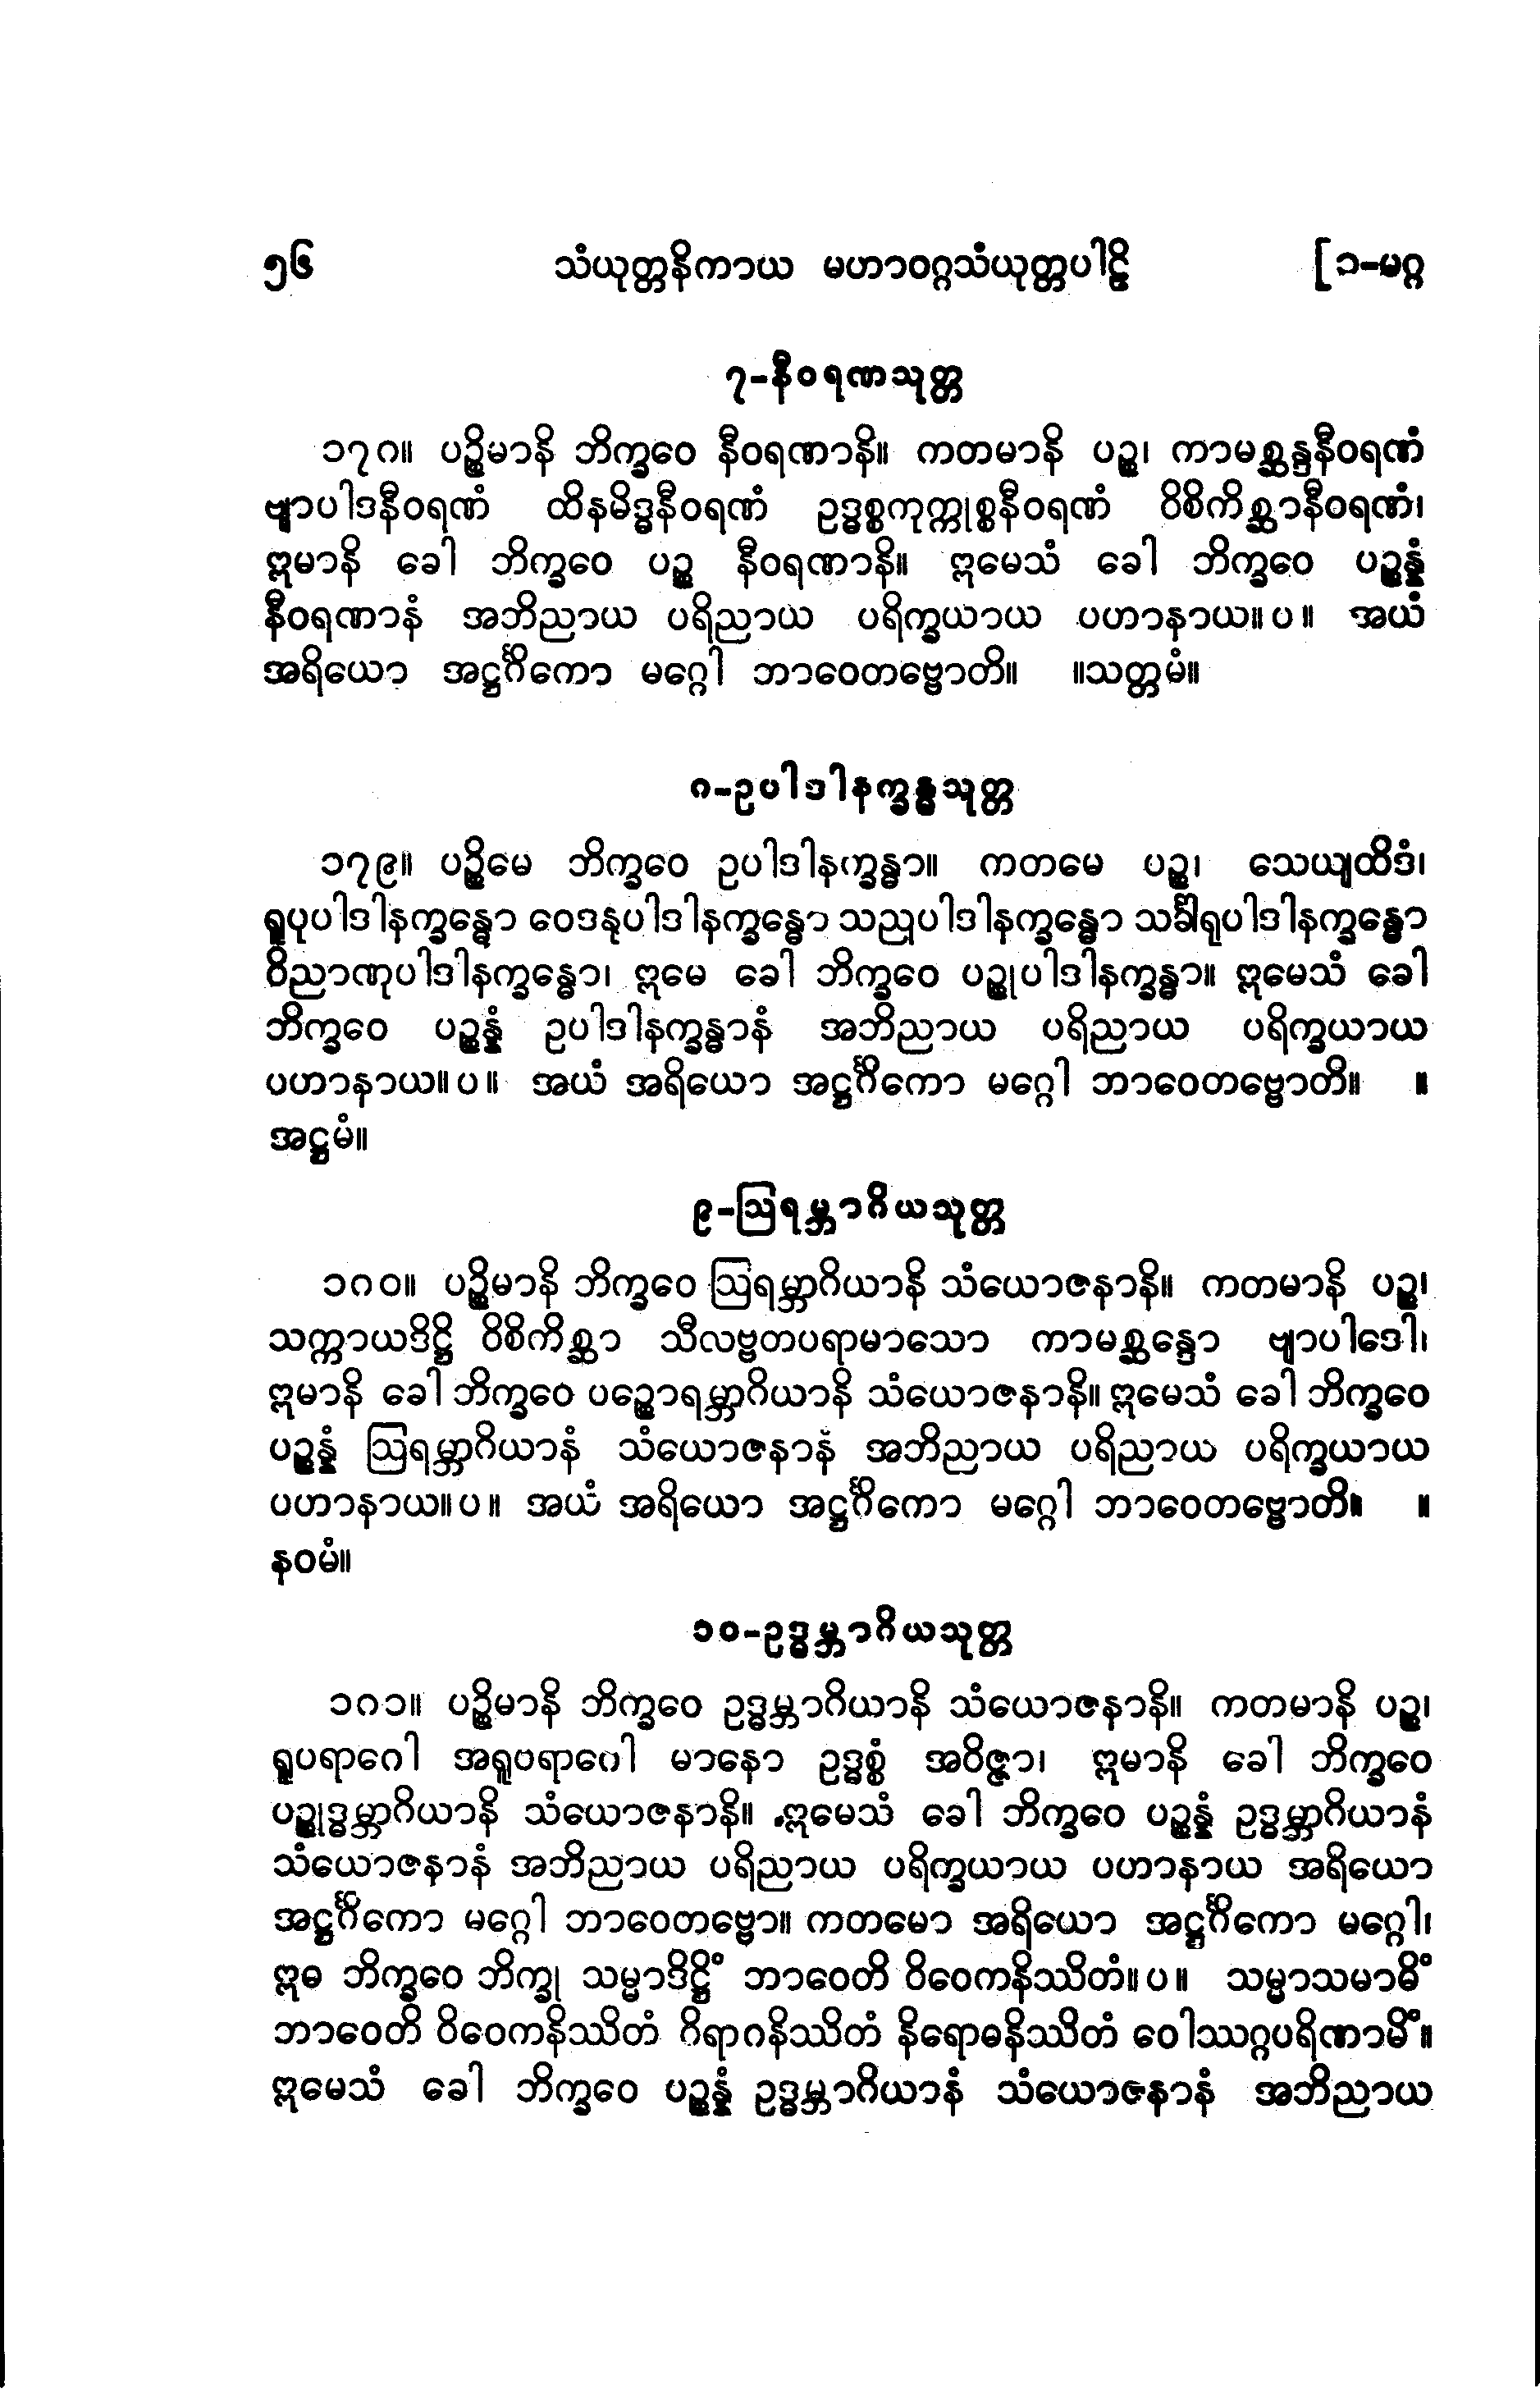 ၅၆ သံယုတ္တနိကာယ မဟာဝဂ္ဂသံယုတ္တပါဠိ [၁-မဂ္ဂ
၇-နီဝရဏသုတ္တ
၁၇၈။ ပဉ္စိမာနိ ဘိက္ခဝေ နီဝရဏာနိ။ ကတမာနိ ပဉ္စ၊ ကာမစ္ဆန္ဒနီဝရဏံ
ဗျာပါဒနီဝရဏံ ထိနမိဒ္ဓနီဝရဏံ ဥဒ္ဓစ္စကုက္ကုစ္စနီဝရဏံ ဝိစိကိစ္ဆာနီဝရဏံ၊
ဣမာနိ ခေါ ဘိက္ခဝေ ပဉ္စ နီဝရဏာနိ။ ဣမေသံ ခေါ ဘိက္ခဝေ ပဉ္စန္နံ
နီဝရဏာနံ အဘိညာယ ပရိညာယ ပရိက္ခယာယ ပဟာနာယ။ပ။ အယံ
အရိယော အဋ္ဌင်္ဂိကော မဂ္ဂေါ ဘာဝေတဗ္ဗောတိ။ ။သတ္တမံ။
၈-ဥပါဒါနက္ခန္ဓသုတ္တ
၁၇၉။ ပဉ္စိမေ ဘိက္ခဝေ ဥပါဒါနက္ခန္ဓာ။ ကတမေ ပဉ္စ၊ သေယျထိဒံ၊
ရူပုပါဒါနက္ခန္ဓော ဝေဒနုပါဒါနက္ခန္ဓော သညုပါဒါနက္ခန္ဓော သင်္ခါရုပါဒါနက္ခန္ဓော
ဝိညာဏုပါဒါနက္ခန္ဓော၊ ဣမေ ခေါ ဘိက္ခဝေ ပဉ္စုပါဒါနက္ခန္ဓာ။ ဣမေသံ ခေါ
ဘိက္ခဝေ ပဉ္စန္နံ ဥပါဒါနက္ခန္ဓာနံ အဘိညာယ ပရိညာယ ပရိက္ခယာယ
ပဟာနာယ။ပ။ အယံ အရိယော အဋ္ဌင်္ဂိကော မဂ္ဂေါ ဘာဝေတဗ္ဗောတိ။ ။
အဋ္ဌမံ။
၉-ဩရမ္ဘာဂိယသုတ္တ
၁၈၀။ ပဉ္စိမာနိ ဘိက္ခဝေ ဩရမ္ဘာဂိယာနိ သံယောဇနာနိ။ ကတမာနိ ပဉ္စ၊
သက္ကာယဒိဋ္ဌိ ဝိစိကိစ္ဆာ သီလဗ္ဗတပရာမာသော ကာမစ္ဆန္ဒော ဗျာပါဒေါ၊
ဣမာနိ ခေါ ဘိက္ခဝေ ပဉ္စောရမ္ဘာဂိယာနိ သံယောဇနာနိ။ ဣမေသံ ခေါ ဘိက္ခဝေ
ပဉ္စန္နံ ဩရမ္ဘာဂိယာနံ သံယောဇနာနံ အဘိညာယ ပရိညာယ ပရိက္ခယာယ
ပဟာနာယ။ပ။ အယံ အရိယော အဋ္ဌင်္ဂိကော မဂ္ဂေါ ဘာဝေတဗ္ဗောတိ။ ။
နဝမံ။
၁၀-ဥဒ္ဓမ္ဘာဂိယသုတ္တ
၁၈၁။ ပဉ္စိမာနိ ဘိက္ခဝေ ဥဒ္ဓမ္ဘာဂိယာနိ သံယောဇနာနိ။ ကတမာနိ ပဉ္စ၊
ရူပရာဂေါ အရူပရာဂေါ မာနော ဥဒ္ဓစ္စံ အဝိဇ္ဇာ၊ ဣမာနိ ခေါ ဘိက္ခဝေ
ပဉ္စုဒ္ဓမ္ဘာဂိယာနိ သံယောဇနာနိ။ ဣမေသံ ခေါ ဘိက္ခဝေ ပဉ္စန္နံ ဥဒ္ဓမ္ဘာဂိယာနံ
သံယောဇနာနံ အဘိညာယ ပရိညာယ ပရိက္ခယာယ ပဟာနာယ အရိယော
အဋ္ဌင်္ဂိကော မဂ္ဂေါ ဘာဝေတဗ္ဗော။ ကတမော အရိယော အဋ္ဌင်္ဂိကော မဂ္ဂေါ၊
ဣဓ ဘိက္ခဝေ ဘိက္ခု သမ္မာဒိဋ္ဌိံ ဘာဝေတိ ဝိဝေကနိဿိတံ။ပ။ သမ္မာသမာဓိံ
ဘာဝေတိ ဝိဝေကနိဿိတံ ဂိရာဂနိဿိတံ နိရောဓနိဿိတံ ဝေါဿဂ္ဂပရိဏာမိံ။
ဣမေသံ ခေါ ဘိက္ခဝေ ပဉ္စန္နံ ဥဒ္ဓမ္ဘာဂိယာနံ သံယောဇနာနံ အဘိညာယ